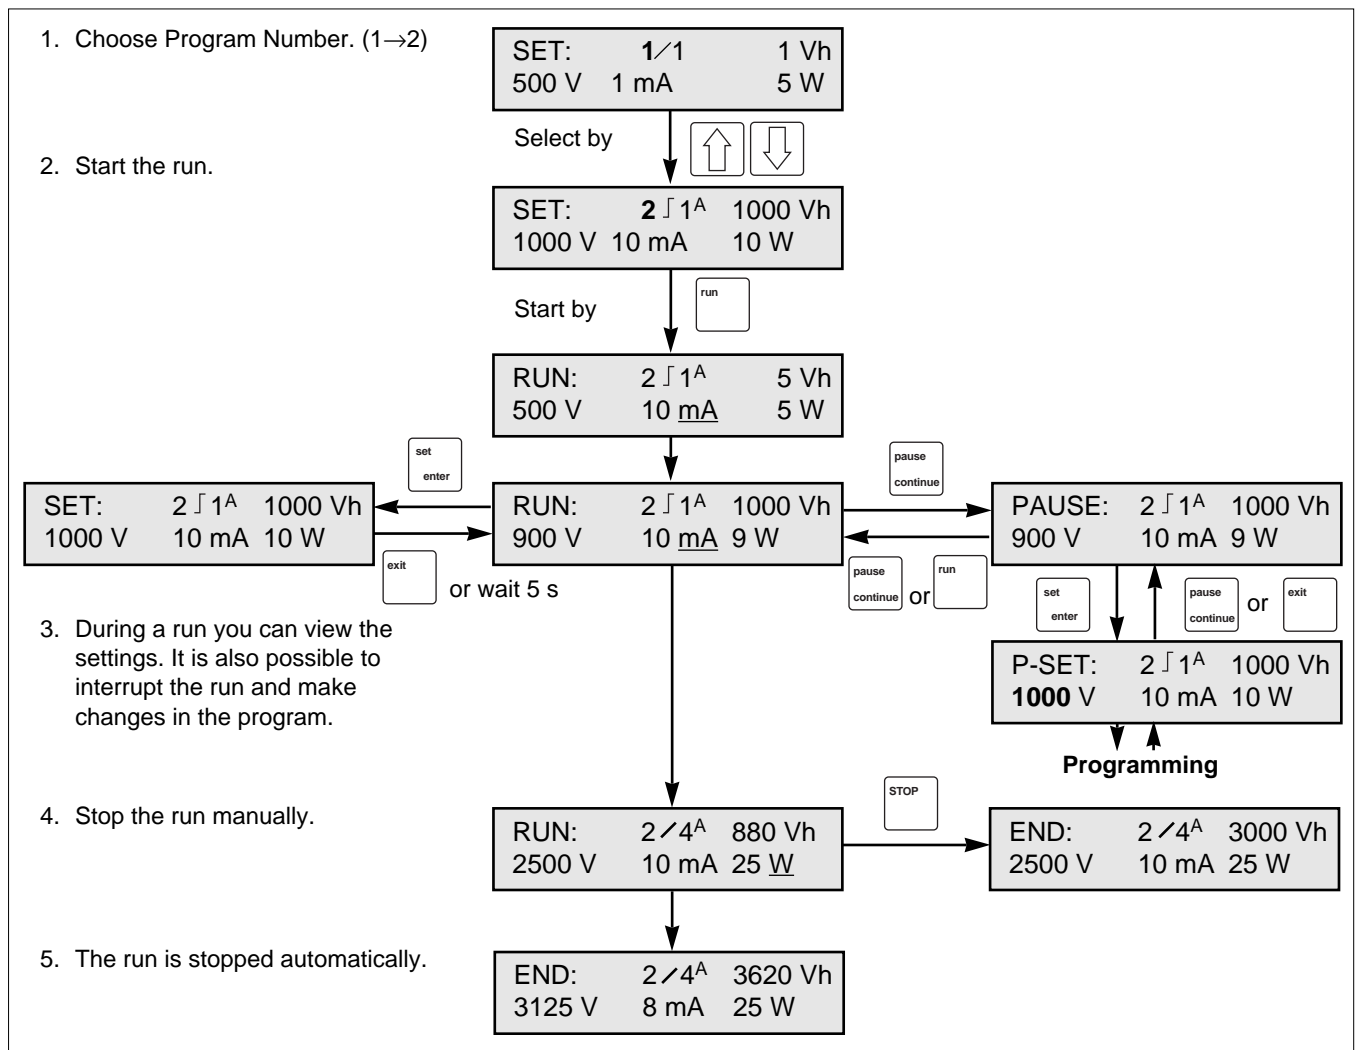 1. Choose Program Number. (1→2)
SET: 1/1 1 Vh
500 V 1 mA 5 W
Select by
2. Start the run.
SET: 2 ⌡1ᴬ 1000 Vh
1000 V 10 mA 10 W
Start by
run
RUN: 2 ⌡1ᴬ 5 Vh
500 V 10 mA 5 W
set
enter
pause
continue
SET: 2 ⌡1ᴬ 1000 Vh
1000 V 10 mA 10 W
RUN: 2 ⌡1ᴬ 1000 Vh
900 V 10 mA 9 W
PAUSE: 2 ⌡1ᴬ 1000 Vh
900 V 10 mA 9 W
exit
or wait 5 s
pause
continue
or
run
set
enter
pause
continue
or
exit
3. During a run you can view the
settings. It is also possible to
interrupt the run and make
changes in the program.
P-SET: 2 ⌡1ᴬ 1000 Vh
1000 V 10 mA 10 W
Programming
4. Stop the run manually.
RUN: 2/4ᴬ 880 Vh
2500 V 10 mA 25 W
STOP
END: 2/4ᴬ 3000 Vh
2500 V 10 mA 25 W
5. The run is stopped automatically.
END: 2/4ᴬ 3620 Vh
3125 V 8 mA 25 W